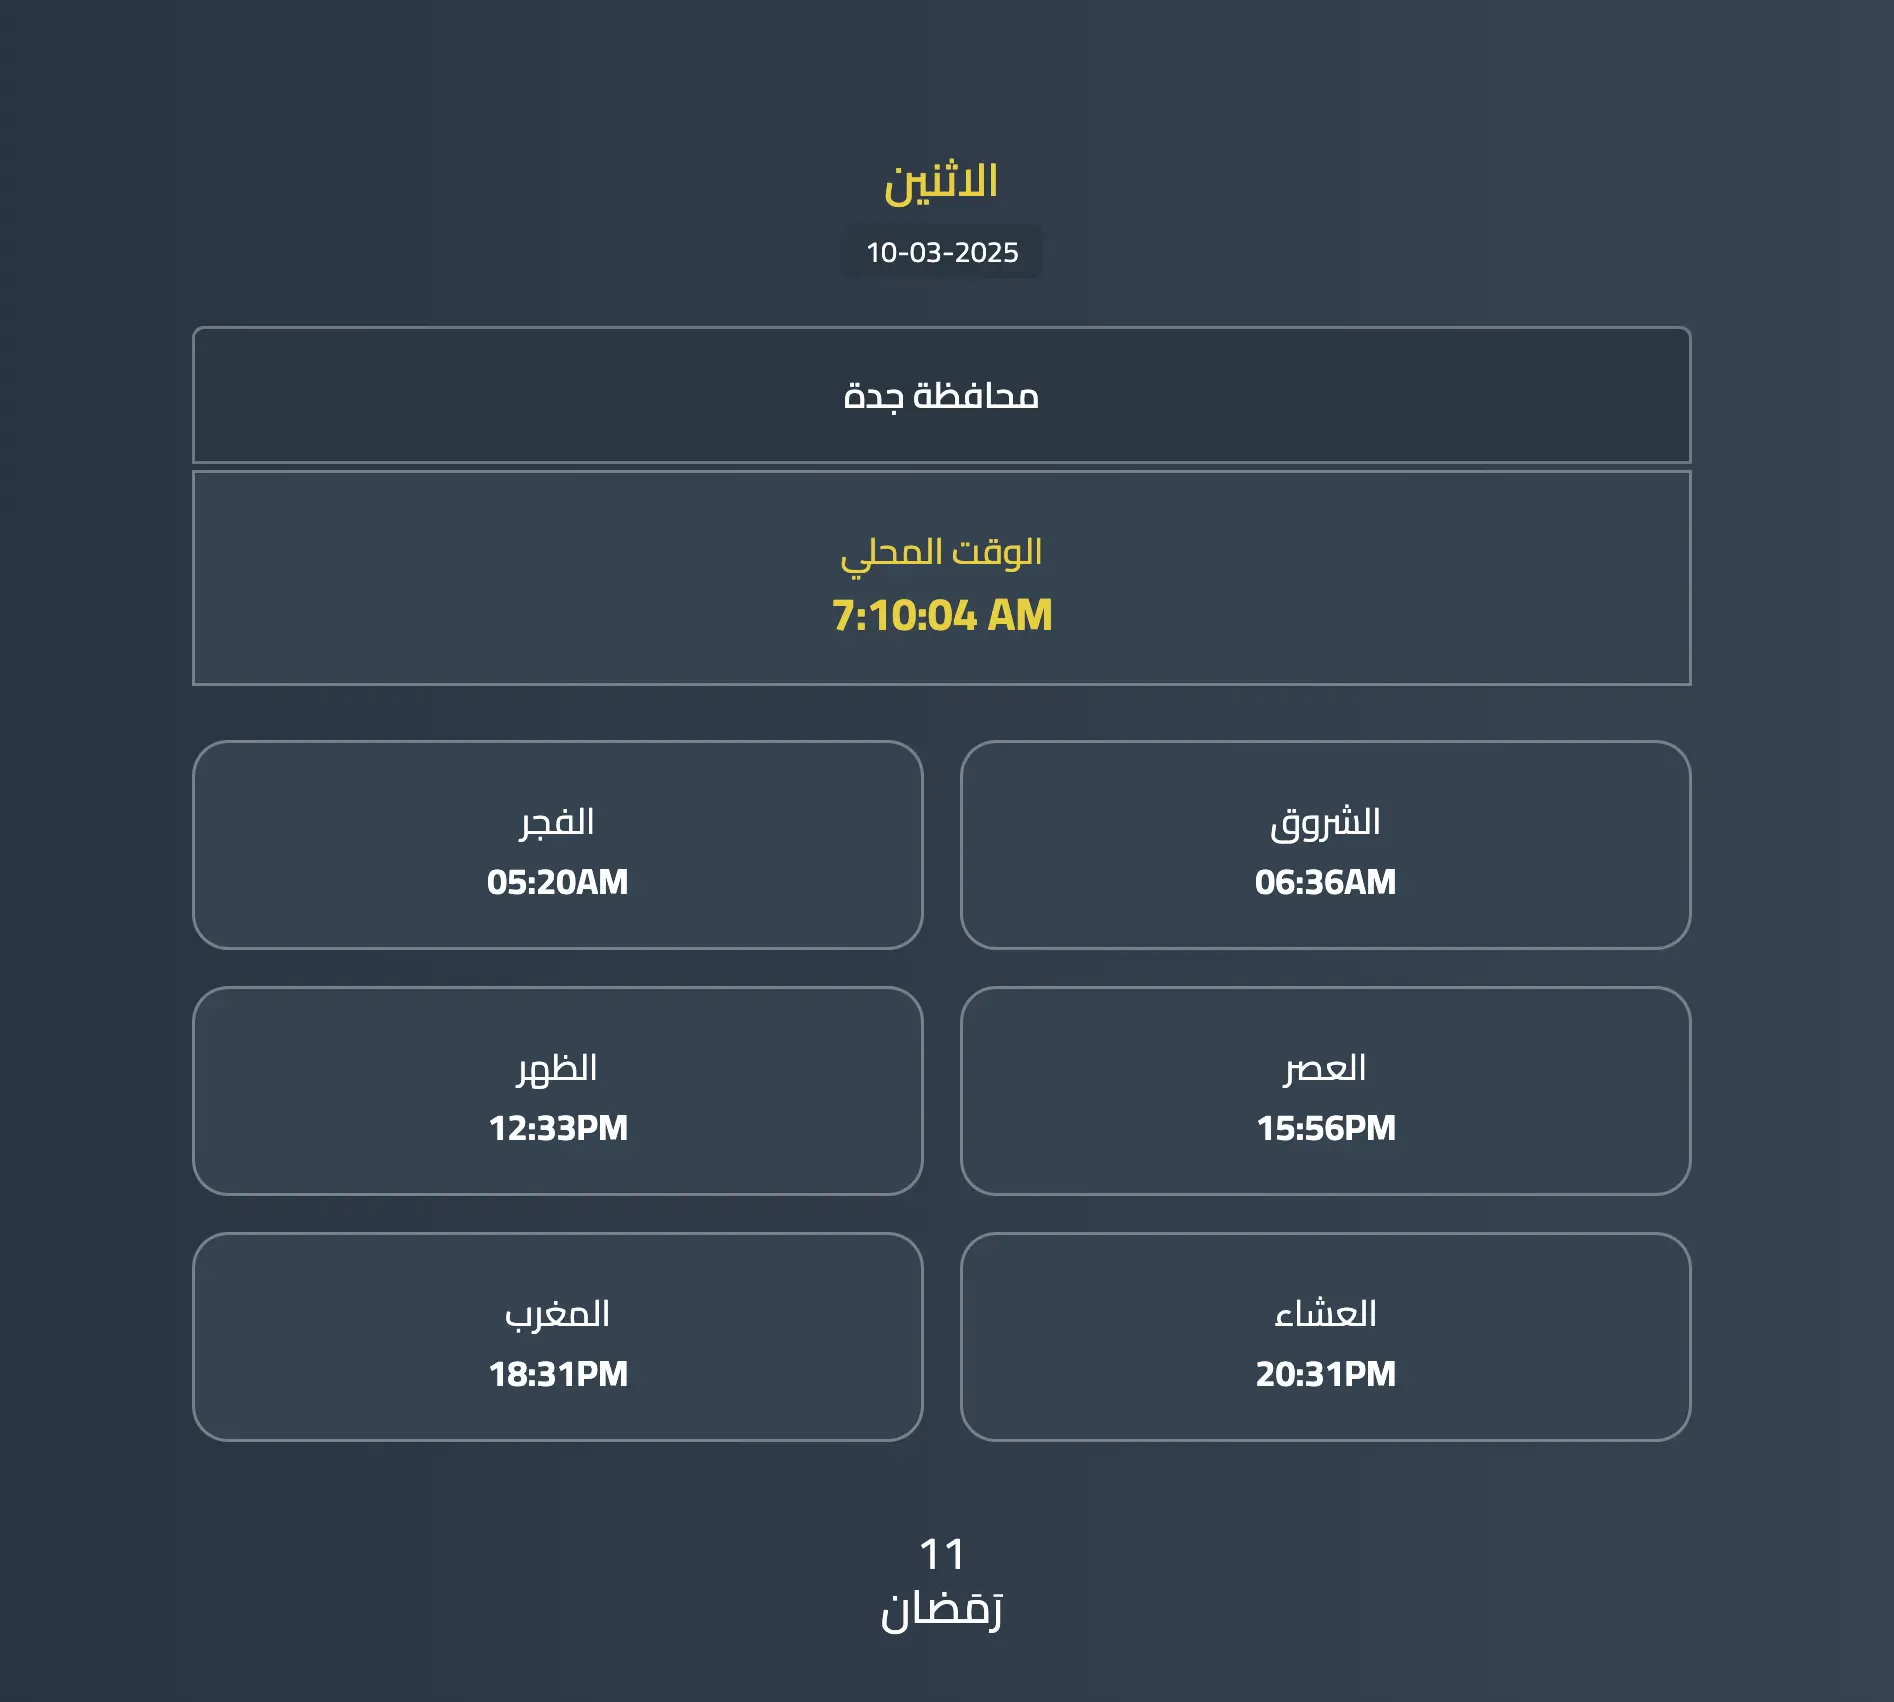 الاثنين
10-03-2025
محافظة جدة
الوقت المحلي
7:10:04 AM
الشروق
06:36AM
الفجر
05:20AM
العصر
15:56PM
الظهر
12:33PM
العشاء
20:31PM
المغرب
18:31PM
11
رَمَضان